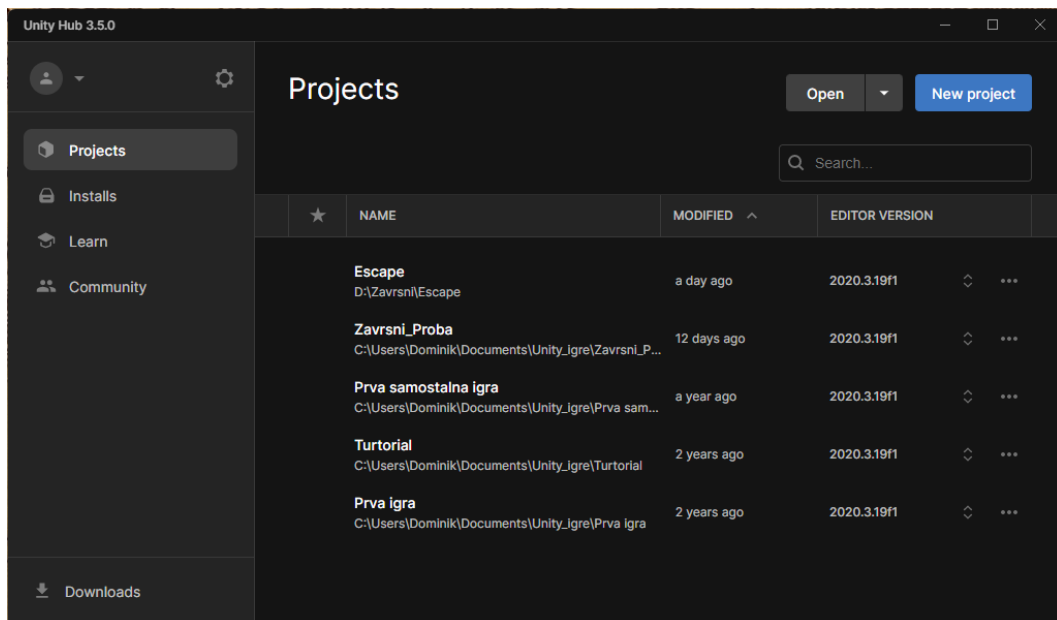 Unity Hub 3.5.0
Projects
Open
New project
Projects
Installs
Learn
Community
Search...
NAME MODIFIED EDITOR VERSION
Escape
D:\Zavrsni\Escape
a day ago
2020.3.19f1
Zavrsni_Proba
C:\Users\Dominik\Documents\Unity_igre\Zavrsni_P...
12 days ago
2020.3.19f1
Prva samostalna igra
C:\Users\Dominik\Documents\Unity_igre\Prva sam...
a year ago
2020.3.19f1
Turtorial
C:\Users\Dominik\Documents\Unity_igre\Turtorial
2 years ago
2020.3.19f1
Prva igra
C:\Users\Dominik\Documents\Unity_igre\Prva igra
2 years ago
2020.3.19f1
Downloads